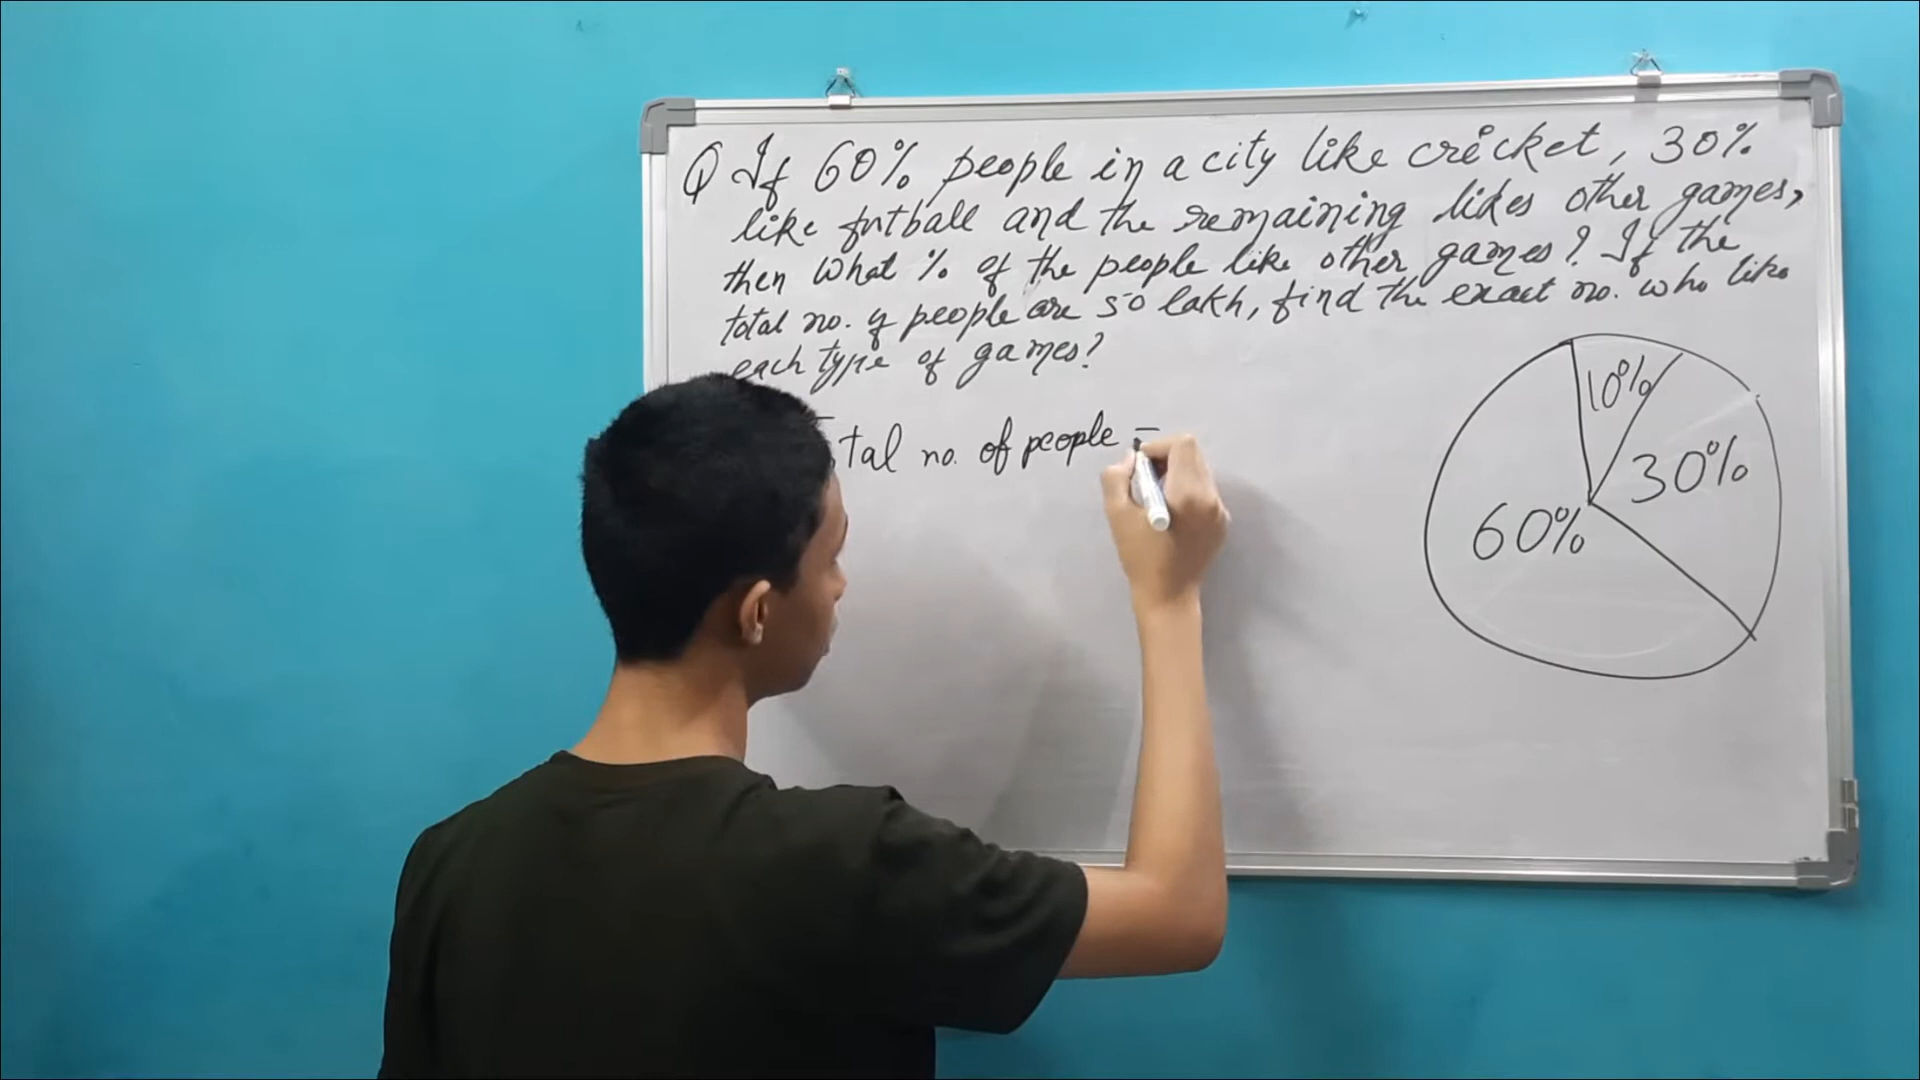 Q If 60% people in a city like cricket, 30%
like futball and the remaining likes other games,
then what % of the people like other games? If the
total no. of people are 50 lakh, find the exact no. who like
each type of games?
tal no. of people =
10%
30%
60%